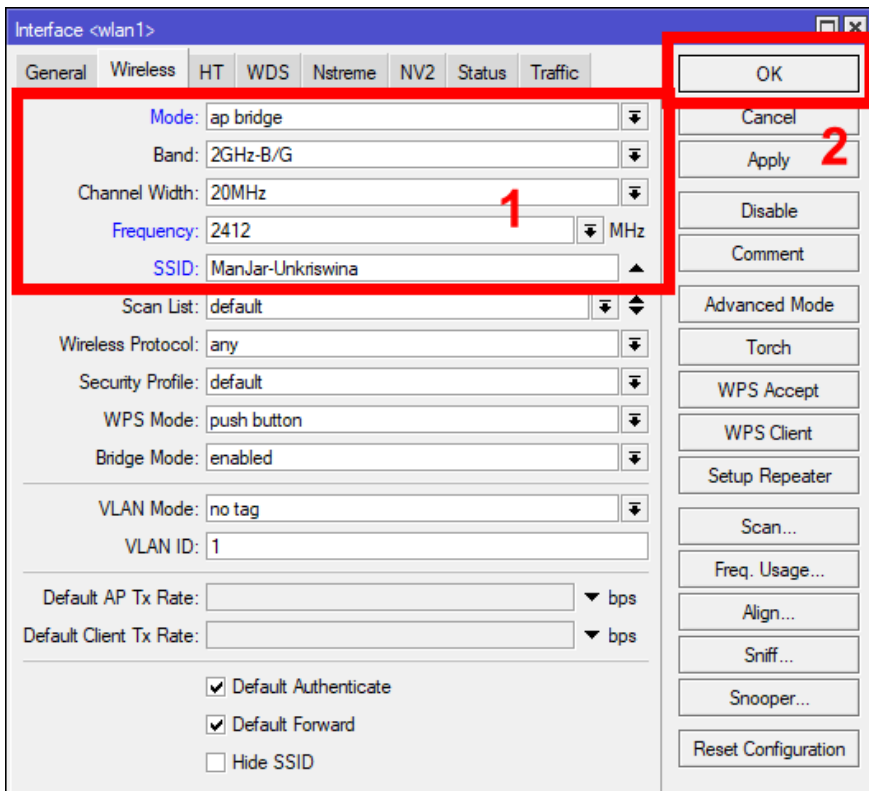 Interface <wlan1>
General Wireless HT WDS Nstreme NV2 Status Traffic
Mode: ap bridge
Band: 2GHz-B/G
Channel Width: 20MHz
Frequency: 2412 MHz
SSID: ManJar-Unkriswina
1
Scan List: default
Wireless Protocol: any
Security Profile: default
WPS Mode: push button
Bridge Mode: enabled
VLAN Mode: no tag
VLAN ID: 1
Default AP Tx Rate: bps
Default Client Tx Rate: bps
Default Authenticate
Default Forward
Hide SSID
OK
Cancel
2
Apply
Disable
Comment
Advanced Mode
Torch
WPS Accept
WPS Client
Setup Repeater
Scan...
Freq. Usage...
Align...
Sniff...
Snooper...
Reset Configuration